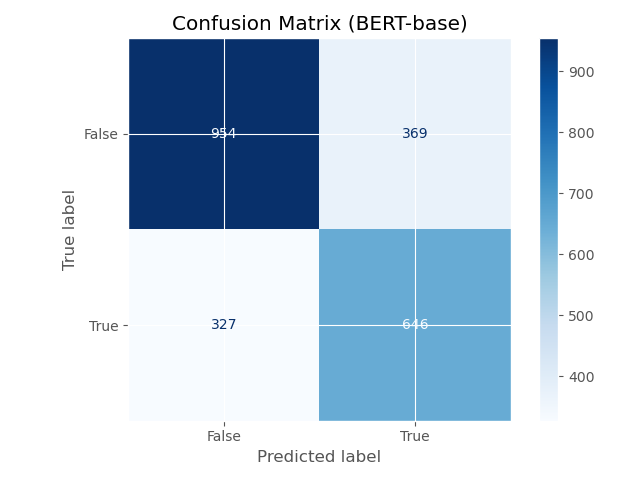 Confusion Matrix (BERT-base)
True label
False
True
954 369
327 646
False True
Predicted label
900
800
700
600
500
400